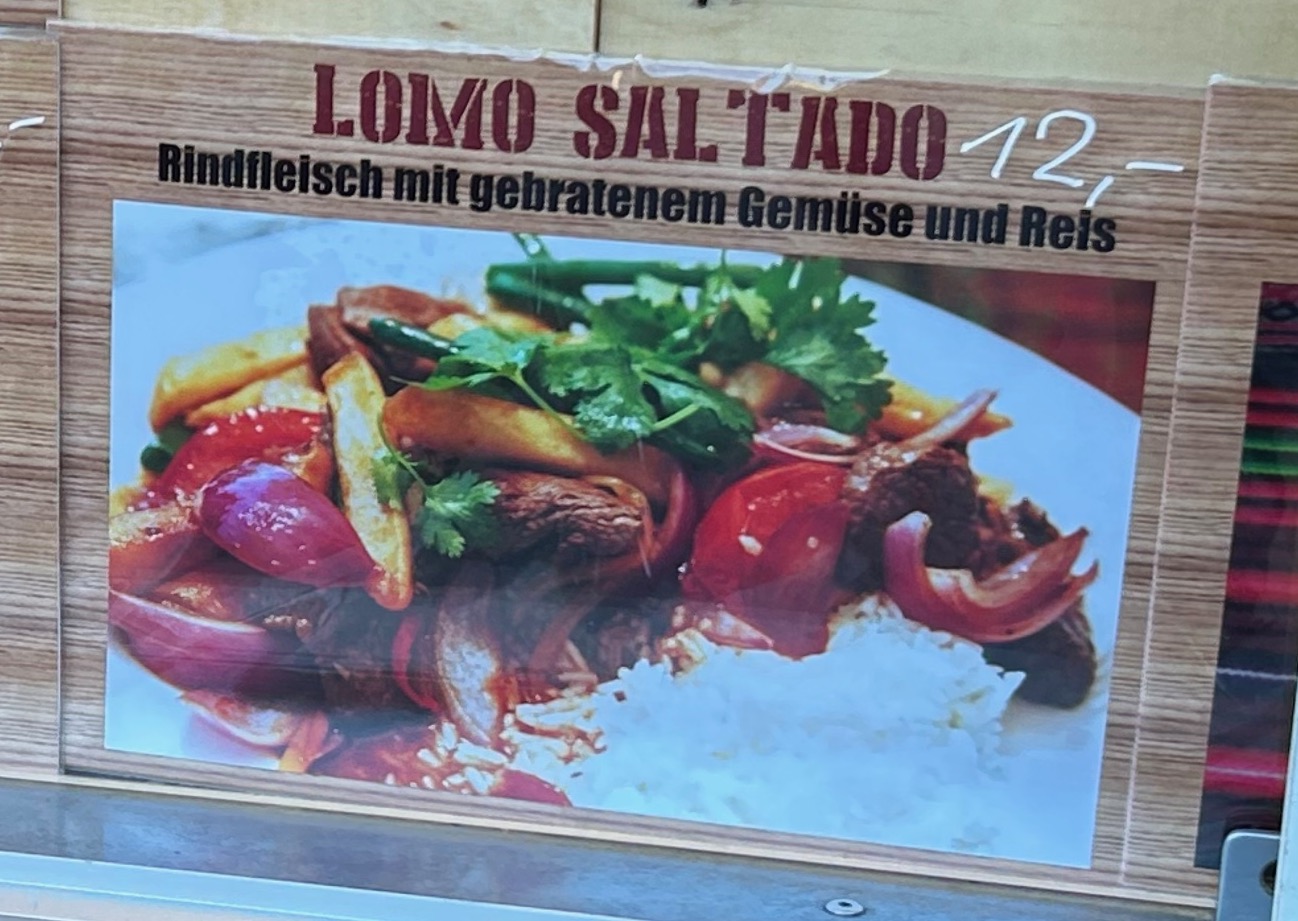 LOMO SALTADO 12,-
Rindfleisch mit gebratenem Gemüse und Reis